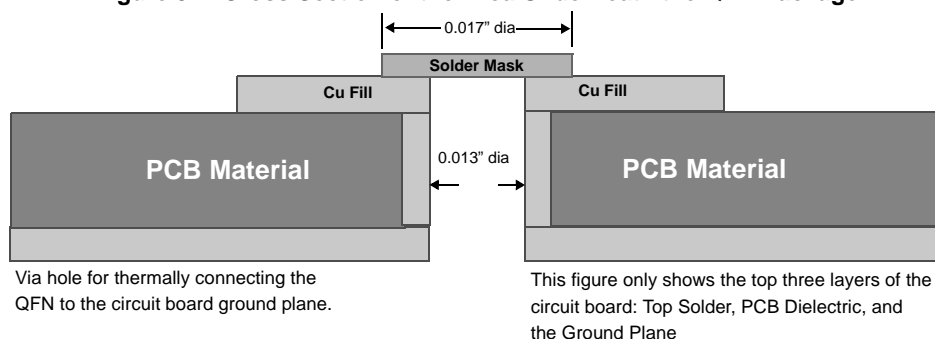 0.017” dia
Solder Mask
Cu Fill
Cu Fill
PCB Material
0.013” dia
PCB Material
Via hole for thermally connecting the
QFN to the circuit board ground plane.
This figure only shows the top three layers of the
circuit board: Top Solder, PCB Dielectric, and
the Ground Plane